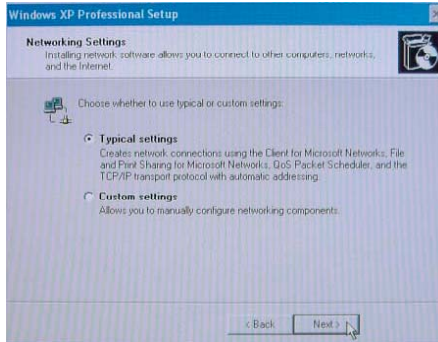 Windows XP Professional Setup
Networking Settings
Installing network software allows you to connect to other computers, networks,
and the Internet.
Choose whether to use typical or custom settings:
Typical settings
Creates network connections using the Client for Microsoft Networks, File
and Print Sharing for Microsoft Networks, QoS Packet Scheduler, and the
TCP/IP transport protocol with automatic addressing.
Custom settings
Allows you to manually configure networking components.
< Back
Next >